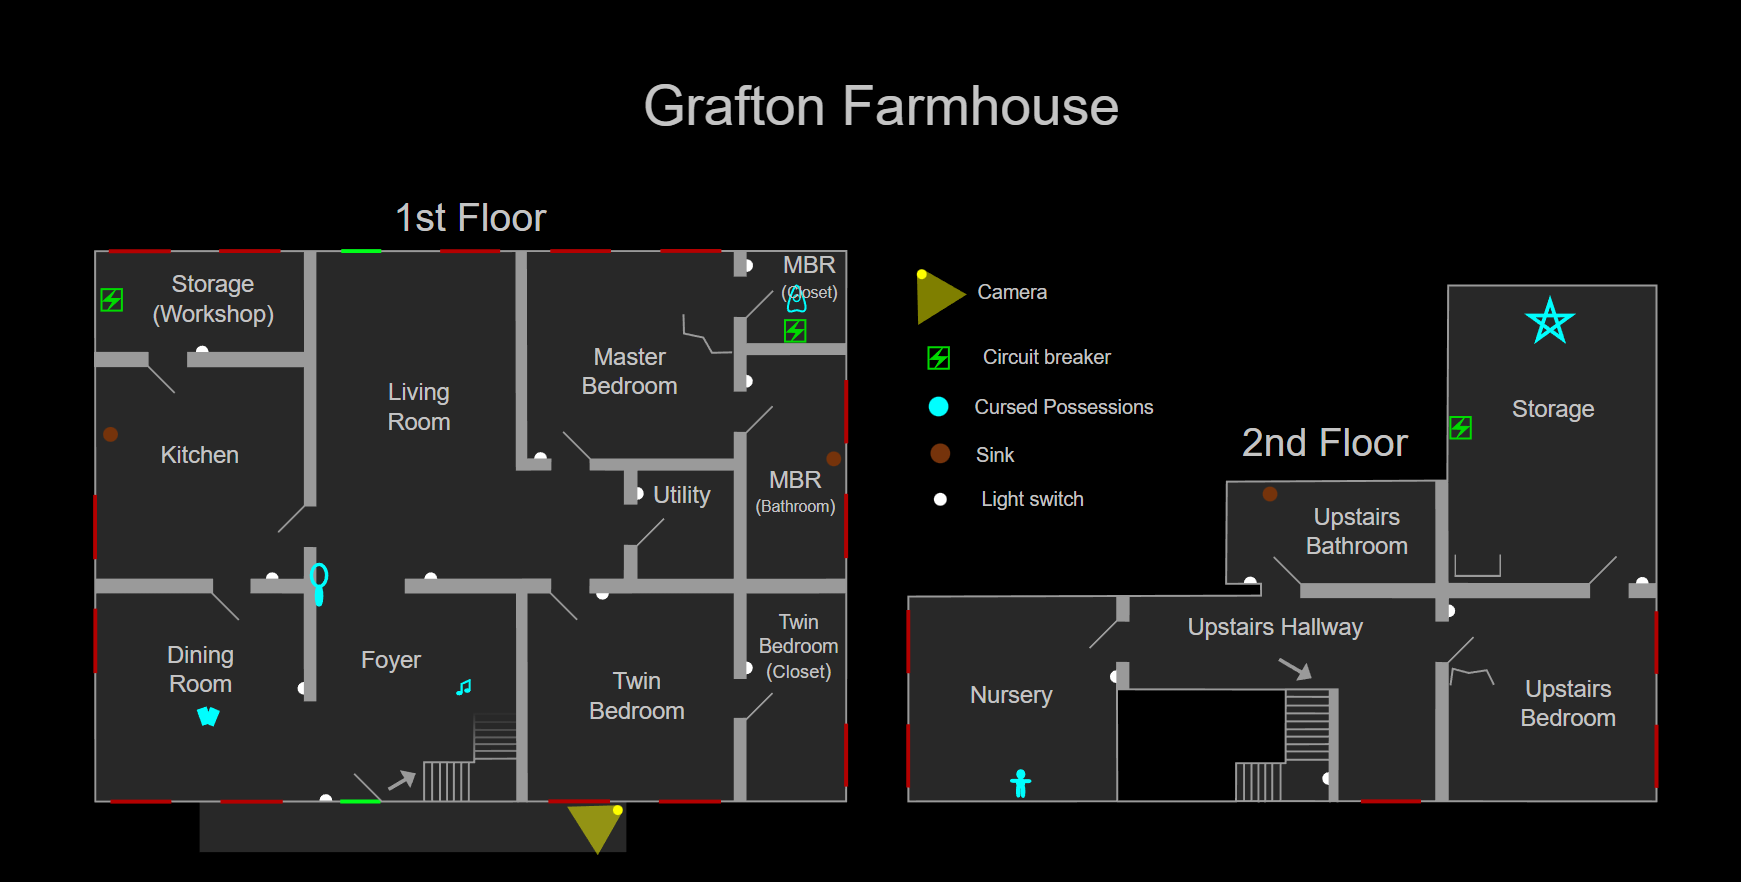 Grafton Farmhouse
1st Floor
Storage
(Workshop)
MBR
(Closet)
Master
Bedroom
Living
Room
Kitchen
Utility
MBR
(Bathroom)
Dining
Room
Foyer
Twin
Bedroom
Twin
Bedroom
(Closet)
Camera
Circuit breaker
Cursed Possessions
Sink
Light switch
2nd Floor
Storage
Upstairs
Bathroom
Upstairs Hallway
Nursery
Upstairs
Bedroom